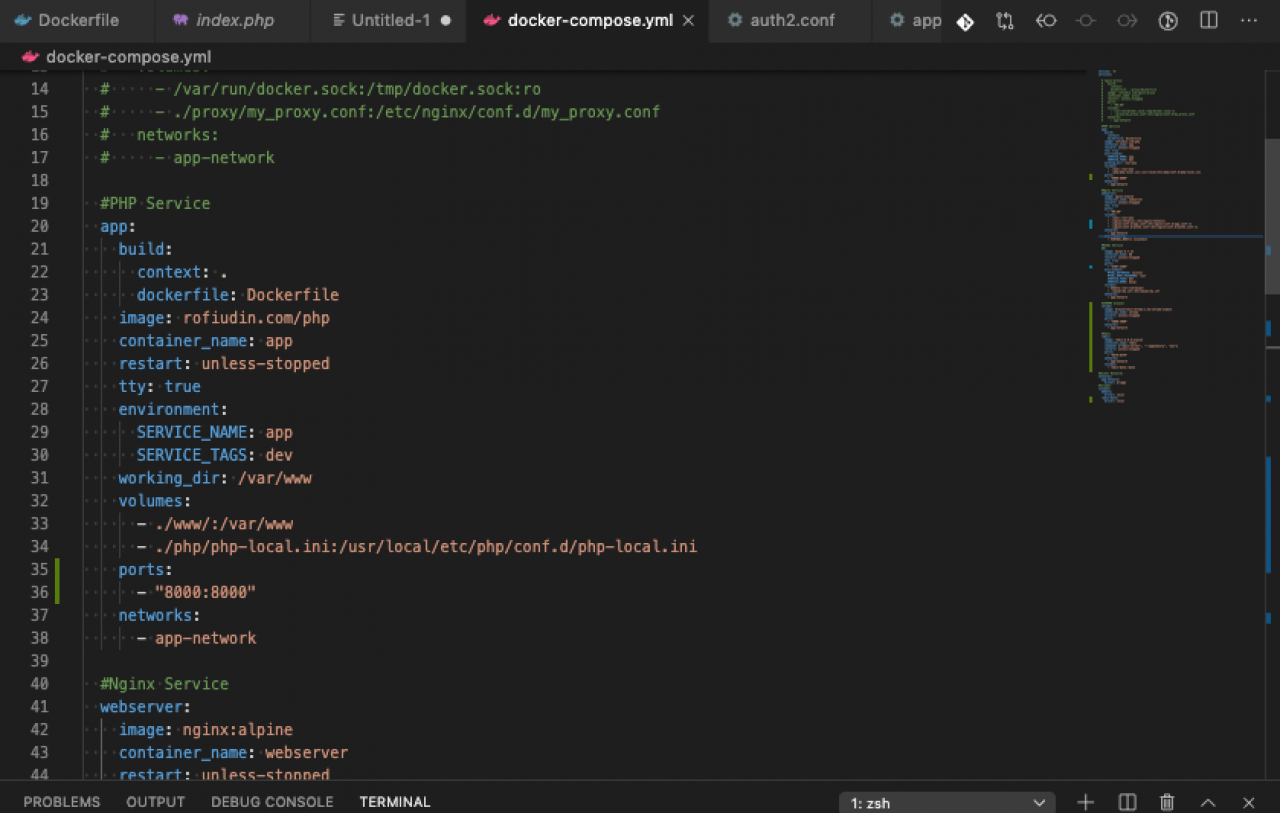 Dockerfile
index.php
Untitled-1
docker-compose.yml
auth2.conf
app
docker-compose.yml
14 # - /var/run/docker.sock:/tmp/docker.sock:ro
15 # - ./proxy/my_proxy.conf:/etc/nginx/conf.d/my_proxy.conf
16 # networks:
17 # - app-network
18
19 #PHP Service
20 app:
21 build:
22 context: .
23 dockerfile: Dockerfile
24 image: rofiudin.com/php
25 container_name: app
26 restart: unless-stopped
27 tty: true
28 environment:
29 SERVICE_NAME: app
30 SERVICE_TAGS: dev
31 working_dir: /var/www
32 volumes:
33 - ./www/:/var/www
34 - ./php/php-local.ini:/usr/local/etc/php/conf.d/php-local.ini
35 ports:
36 - "8000:8000"
37 networks:
38 - app-network
39
40 #Nginx Service
41 webserver:
42 image: nginx:alpine
43 container_name: webserver
44 restart: unless-stopped
PROBLEMS OUTPUT DEBUG CONSOLE TERMINAL 1: zsh